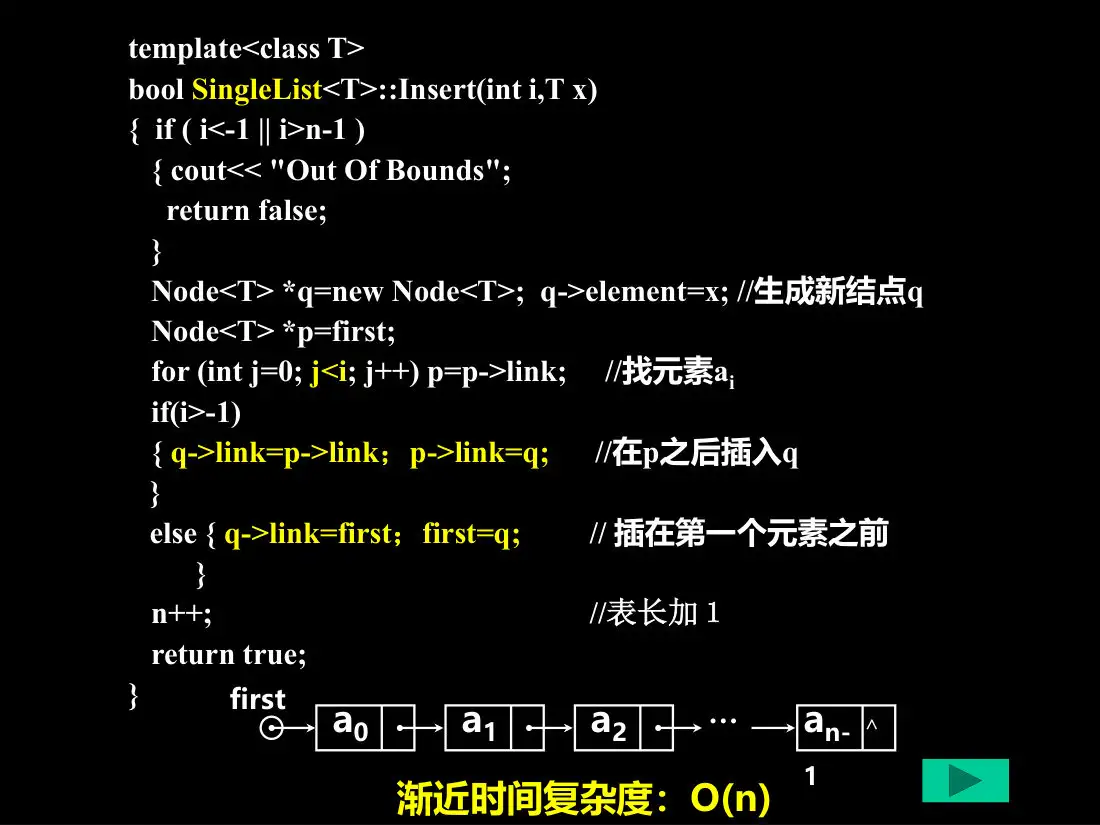 template<class T>
bool SingleList<T>::Insert(int i,T x)
{ if ( i<-1 || i>n-1 )
{ cout<< "Out Of Bounds";
return false;
}
Node<T> *q=new Node<T>; q->element=x; //生成新结点q
Node<T> *p=first;
for (int j=0; j<i; j++) p=p->link; //找元素ai
if(i>-1)
{ q->link=p->link；p->link=q; //在p之后插入q
}
else { q->link=first；first=q; // 插在第一个元素之前
}
n++; //表长加１
return true;
}
first
a0 a1 a2 … an-1 ^
渐近时间复杂度：O(n)